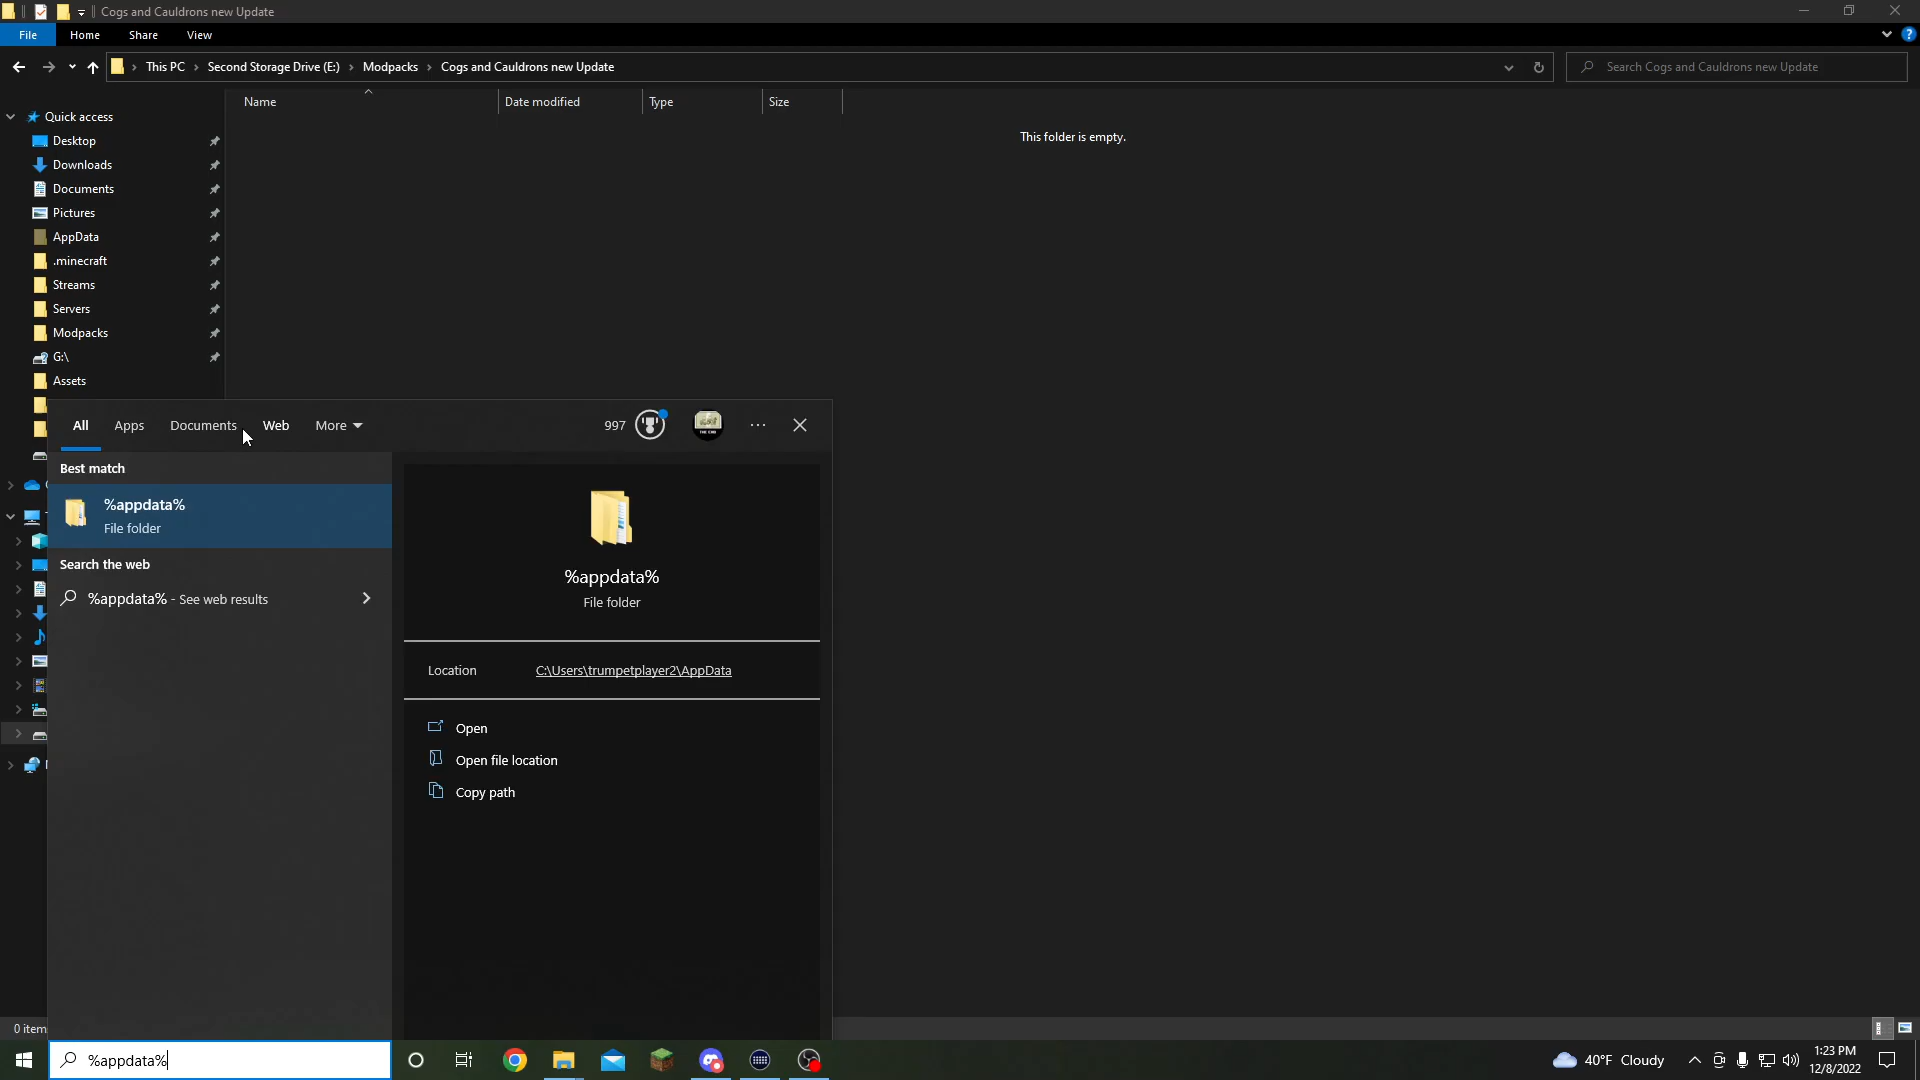 Cogs and Cauldrons new Update
File Home Share View
This PC Second Storage Drive (E:) Modpacks Cogs and Cauldrons new Update
Search Cogs and Cauldrons new Update
Name Date modified Type Size
This folder is empty.
Quick access
Desktop
Downloads
Documents
Pictures
AppData
.minecraft
Streams
Servers
Modpacks
G:\
Assets
All Apps Documents Web More 997
Best match
%appdata%
File folder
Search the web
%appdata% - See web results
%appdata%
File folder
Location C:\Users\trumpetplayer2\AppData
Open
Open file location
Copy path
0 item
%appdata%
40°F Cloudy
1:23 PM
12/8/2022